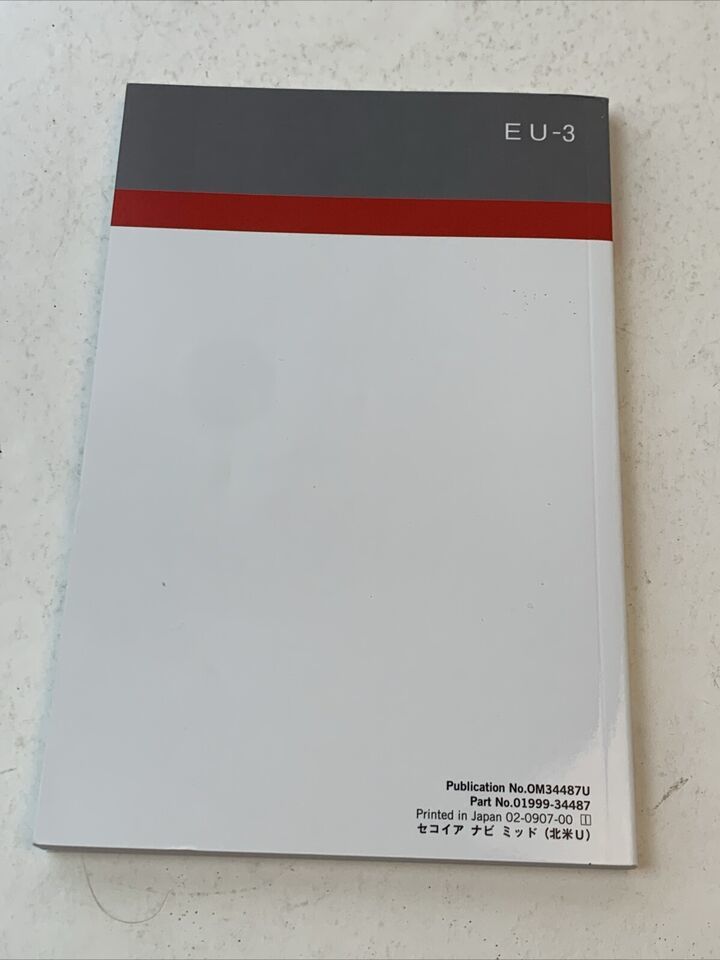 EU-3
Publication No.OM34487U
Part No.01999-34487
Printed in Japan 02-0907-00
セコイア ナビ ミッド (北米U)